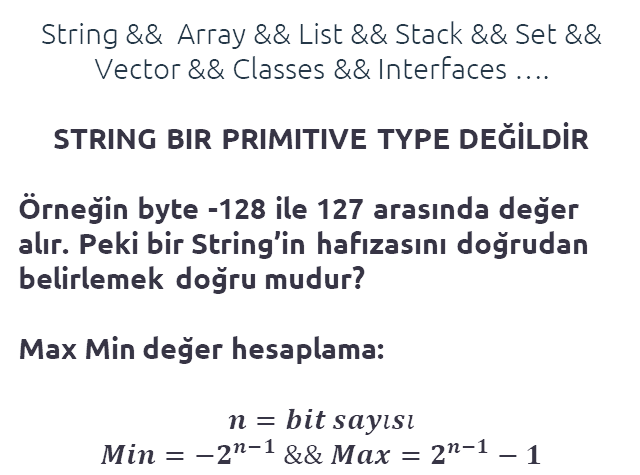 String && Array && List && Stack && Set &&
Vector && Classes && Interfaces ….
STRING BIR PRIMITIVE TYPE DEĞİLDİR
Örneğin byte -128 ile 127 arasında değer
alır. Peki bir String’in hafızasını doğrudan
belirlemek doğru mudur?
Max Min değer hesaplama:
n = bit sayısı
Min = −2ⁿ⁻¹ && Max = 2ⁿ⁻¹ − 1